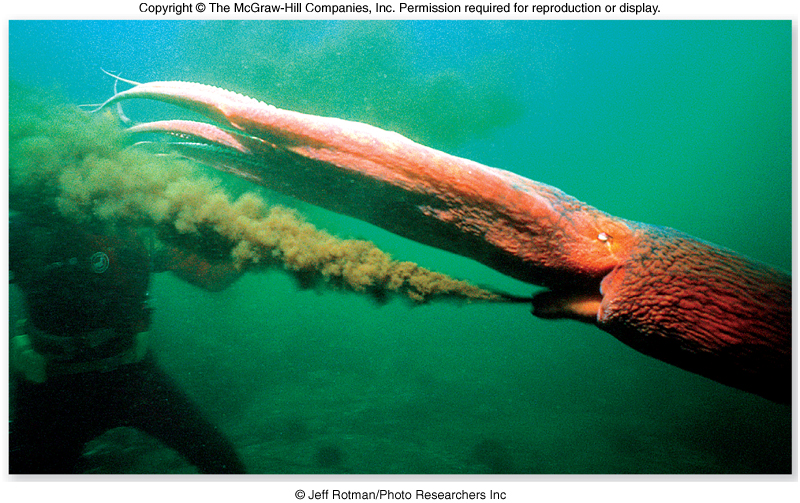 Copyright © The McGraw-Hill Companies, Inc. Permission required for reproduction or display.
© Jeff Rotman/Photo Researchers Inc